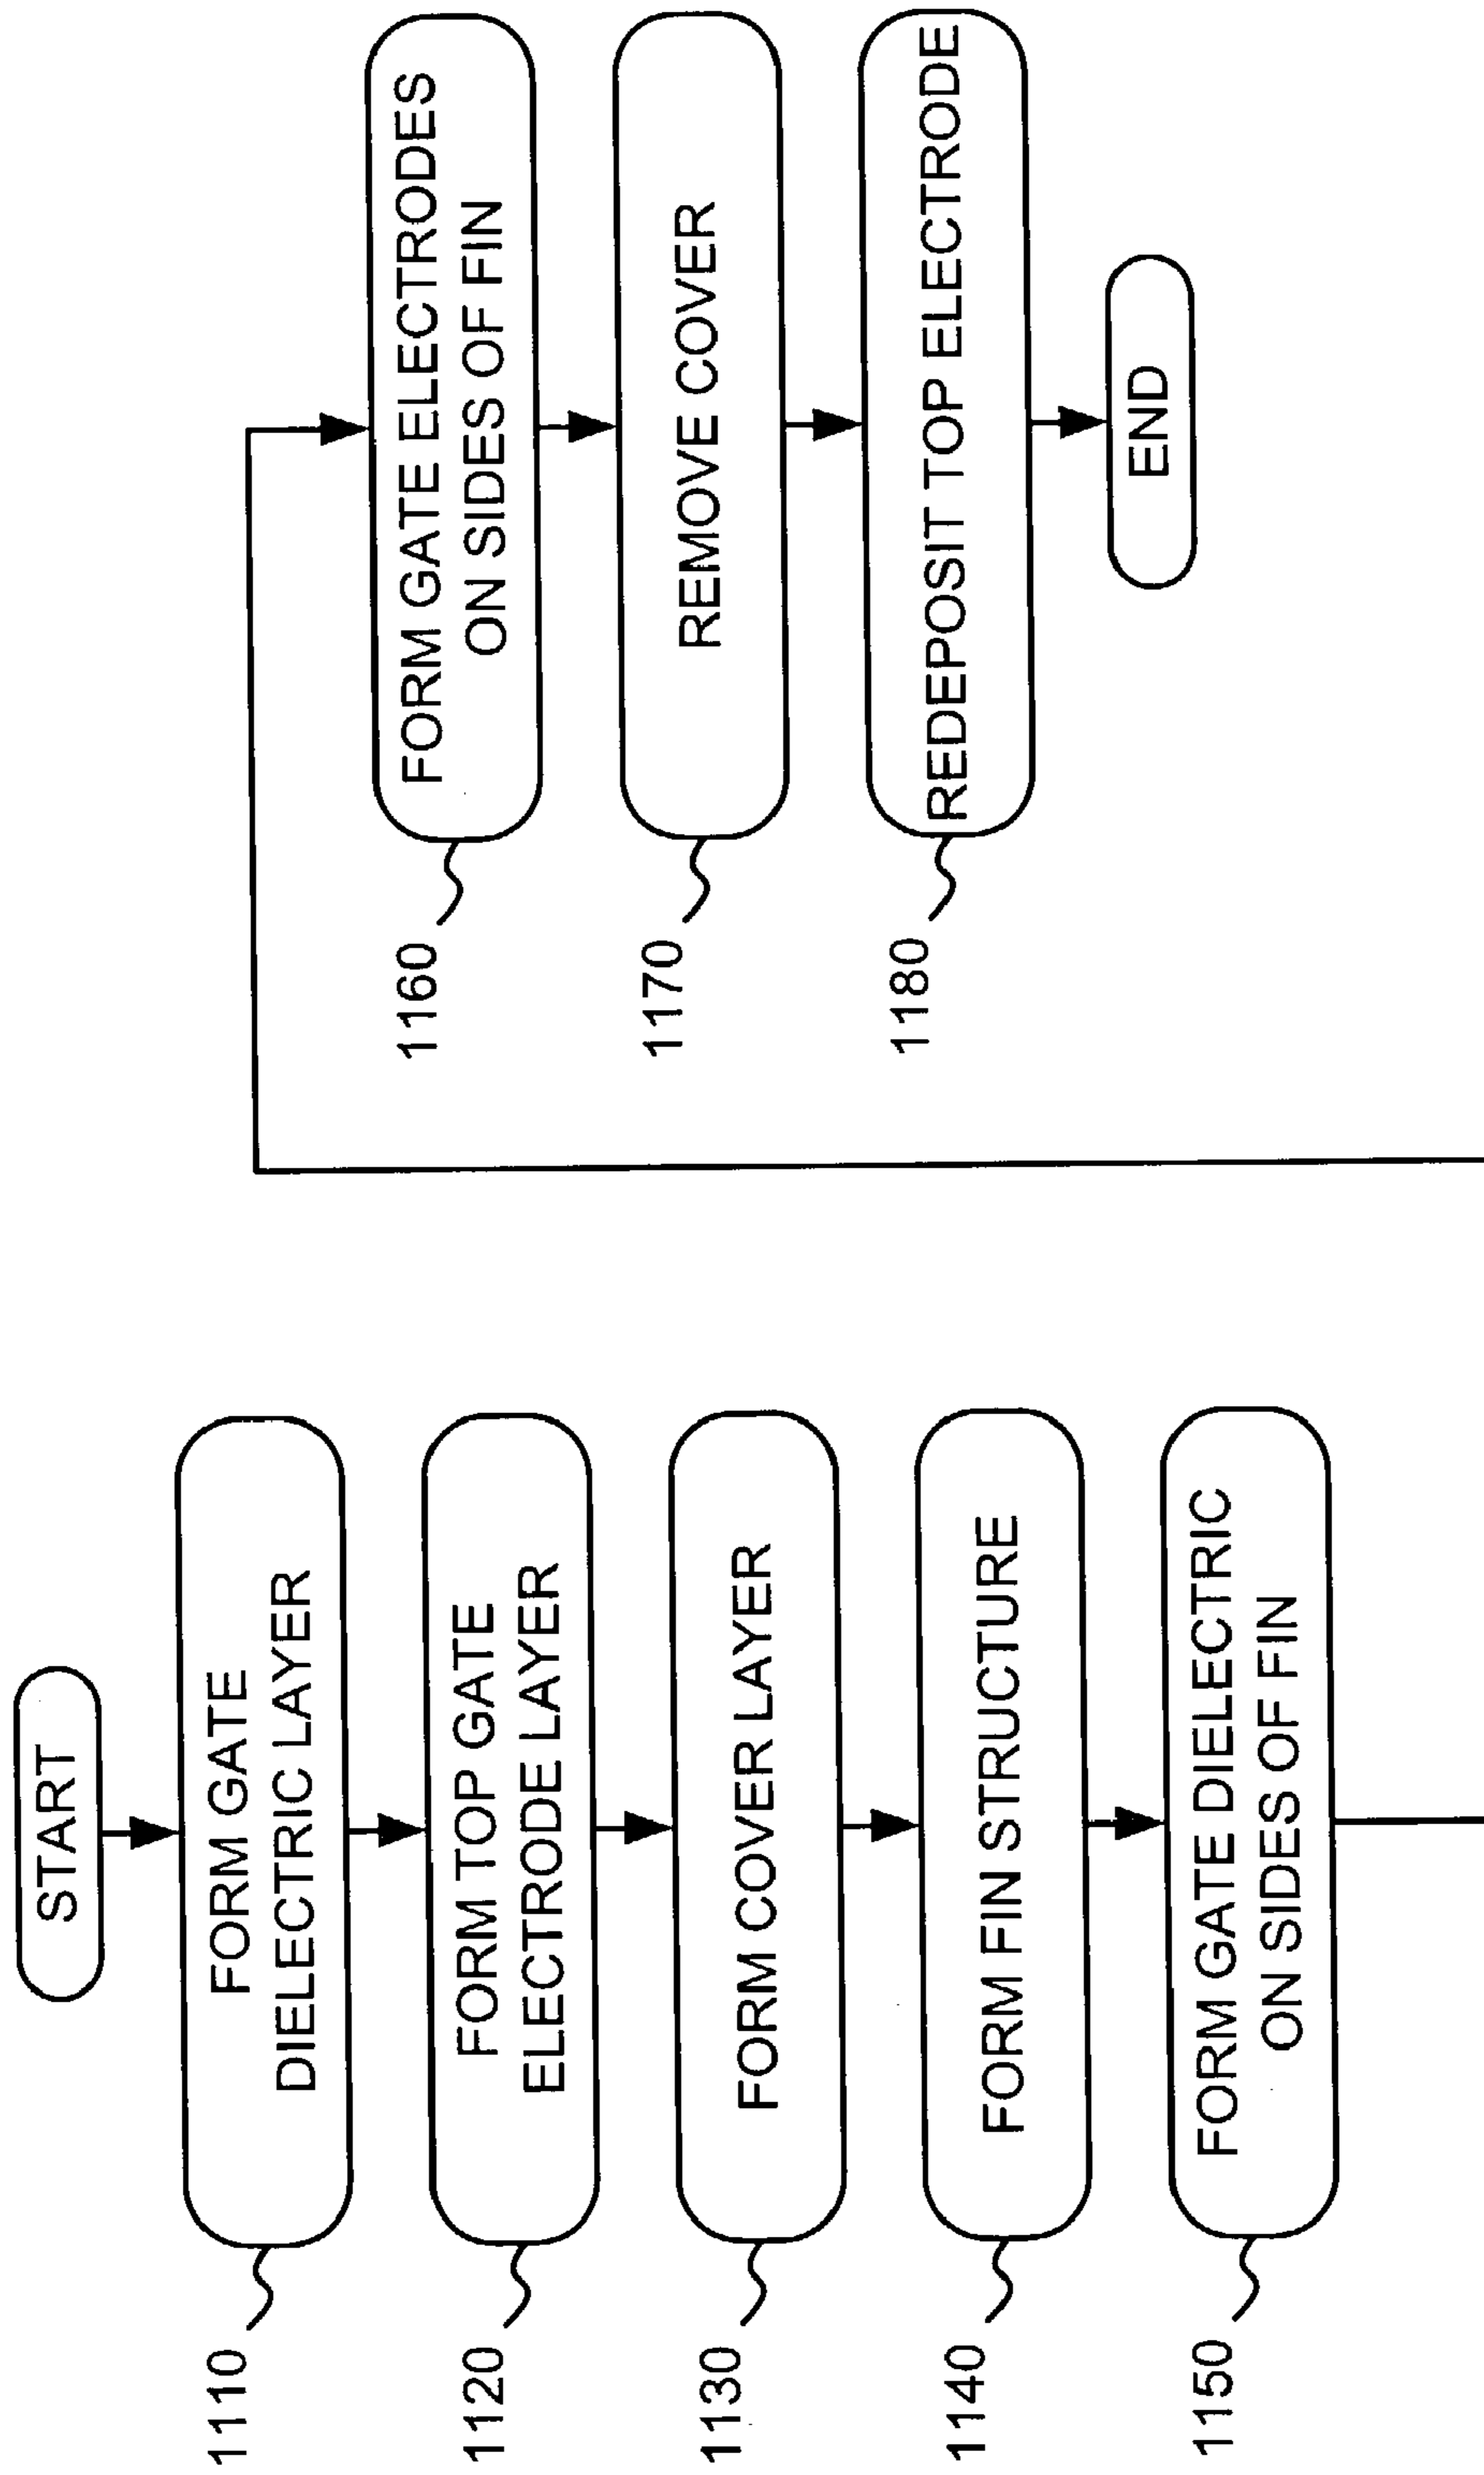 START
1110
FORM GATE
DIELECTRIC LAYER
1120
FORM TOP GATE
ELECTRODE LAYER
1130
FORM COVER LAYER
1140
FORM FIN STRUCTURE
1150
FORM GATE DIELECTRIC
ON SIDES OF FIN
1160
FORM GATE ELECTRODES
ON SIDES OF FIN
1170
REMOVE COVER
1180
REDEPOSIT TOP ELECTRODE
END